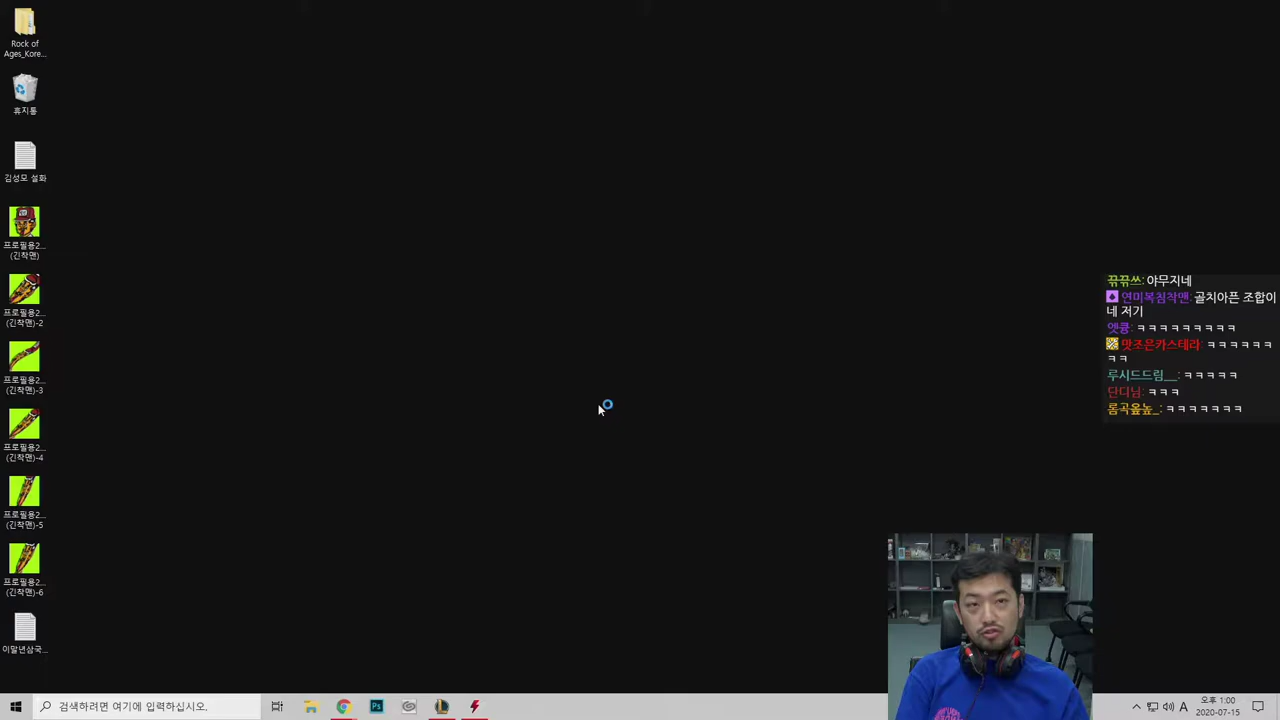 Rock of
Ages_Kore...
휴지통
김성모 설화
프로필용2...
(긴착맨)
프로필용2...
(긴착맨)-2
프로필용2...
(긴착맨)-3
프로필용2...
(긴착맨)-4
프로필용2...
(긴착맨)-5
프로필용2...
(긴착맨)-6
이말년삼국...
뀪뀪쓰: 야무지네
연미복침착맨: 골치아픈 조합이
네 저기
앳큥: ㅋㅋㅋㅋㅋㅋㅋㅋㅋ
맛조은카스테라: ㅋㅋㅋㅋㅋㅋ
ㅋㅋ
루시드드림__: ㅋㅋㅋㅋㅋ
단디님: ㅋㅋㅋ
롬곡옾높_: ㅋㅋㅋㅋㅋㅋㅋ
검색하려면 여기에 입력하십시오.
Ps
A
오후 1:00
2020-07-15